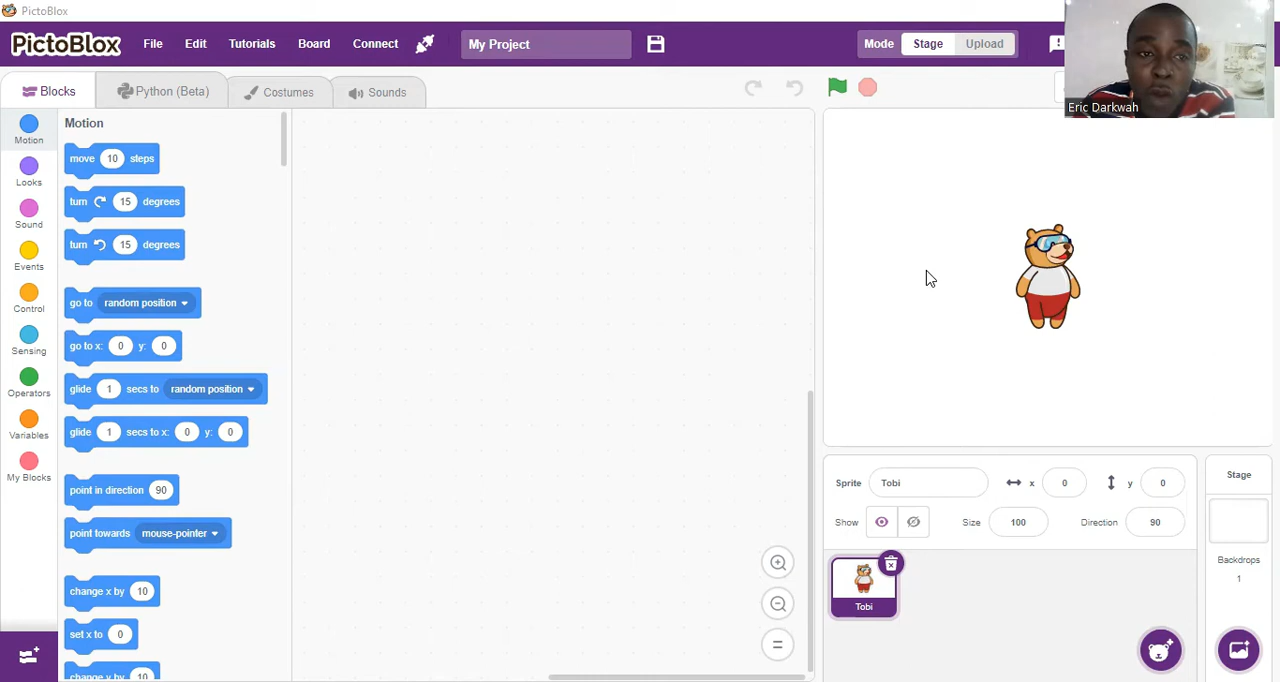 PictoBlox
PictoBlox File Edit Tutorials Board Connect My Project Mode Stage Upload
Eric Darkwah
Blocks Python (Beta) Costumes Sounds
Motion
Looks
Sound
Events
Control
Sensing
Operators
Variables
My Blocks
Motion
move 10 steps
turn 15 degrees
turn 15 degrees
go to random position
go to x: 0 y: 0
glide 1 secs to random position
glide 1 secs to x: 0 y: 0
point in direction 90
point towards mouse-pointer
change x by 10
set x to 0
change y by 10
Sprite Tobi x 0 y 0
Show Size 100 Direction 90
Tobi
Stage
Backdrops
1